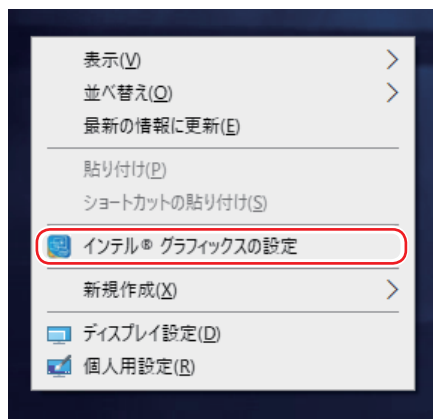 表示(V)
並べ替え(O)
最新の情報に更新(E)
貼り付け(P)
ショートカットの貼り付け(S)
インテル® グラフィックスの設定
新規作成(X)
ディスプレイ設定(D)
個人用設定(R)